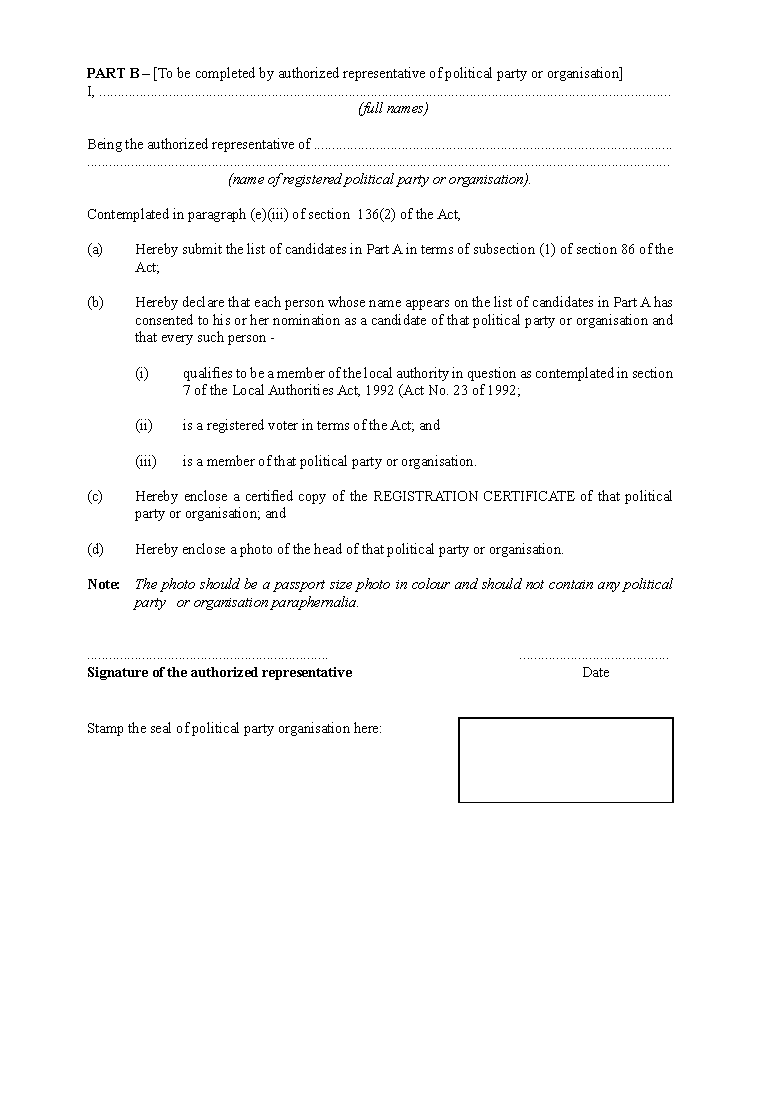 PART B – [To be completed by authorized representative of political party or organisation]
I, ................................................................................................................................................................
(full names)
Being the authorized representative of ....................................................................................................
................................................................................................................................................................
(name of registered political party or organisation).
Contemplated in paragraph (e)(iii) of section 136(2) of the Act,
(a) Hereby submit the list of candidates in Part A in terms of subsection (1) of section 86 of the
Act;
(b) Hereby declare that each person whose name appears on the list of candidates in Part A has
consented to his or her nomination as a candidate of that political party or organisation and
that every such person -
(i) qualifies to be a member of the local authority in question as contemplated in section
7 of the Local Authorities Act, 1992 (Act No. 23 of 1992;
(ii) is a registered voter in terms of the Act; and
(iii) is a member of that political party or organisation.
(c) Hereby enclose a certified copy of the REGISTRATION CERTIFICATE of that political
party or organisation; and
(d) Hereby enclose a photo of the head of that political party or organisation.
Note: The photo should be a passport size photo in colour and should not contain any political
party or organisation paraphernalia.
.................................................................. .........................................
Signature of the authorized representative Date
Stamp the seal of political party organisation here: